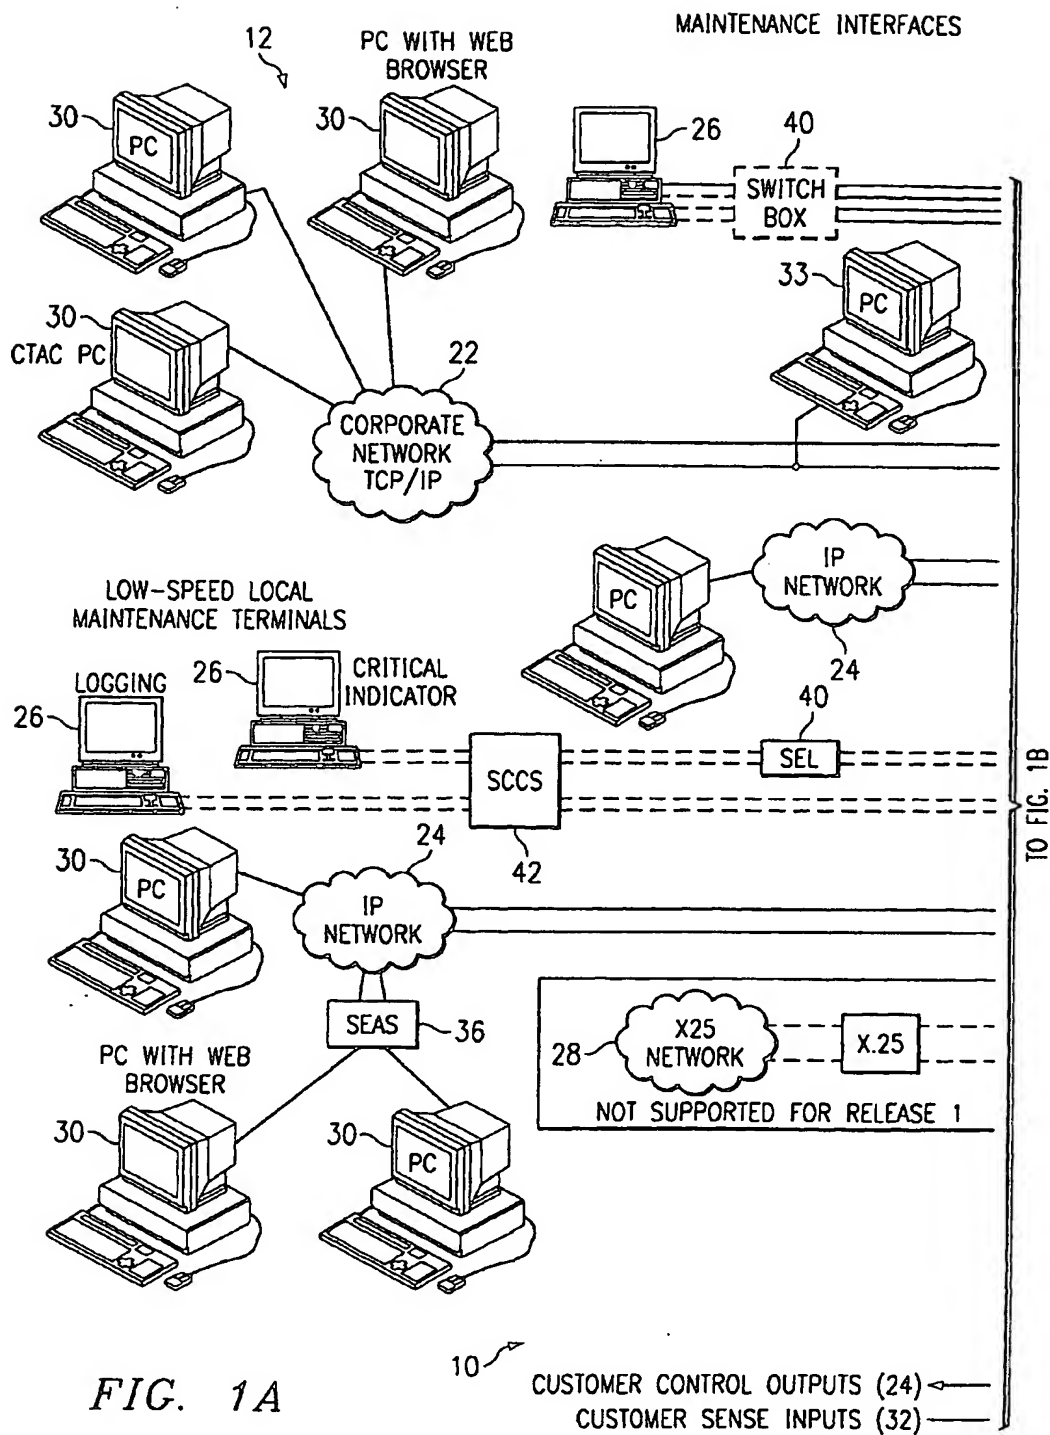 MAINTENANCE INTERFACES
12
PC WITH WEB
BROWSER
30
PC
30
26
40
SWITCH
BOX
33
PC
30
CTAC PC
22
CORPORATE
NETWORK
TCP/IP
IP
NETWORK
24
PC
LOW-SPEED LOCAL
MAINTENANCE TERMINALS
LOGGING
26
26
CRITICAL
INDICATOR
40
SEL
SCCS
42
TO FIG. 1B
30
PC
24
IP
NETWORK
SEAS
36
28
X25
NETWORK
X.25
NOT SUPPORTED FOR RELEASE 1
PC WITH WEB
BROWSER
30
30
PC
10
FIG. 1A
CUSTOMER CONTROL OUTPUTS (24)
CUSTOMER SENSE INPUTS (32)